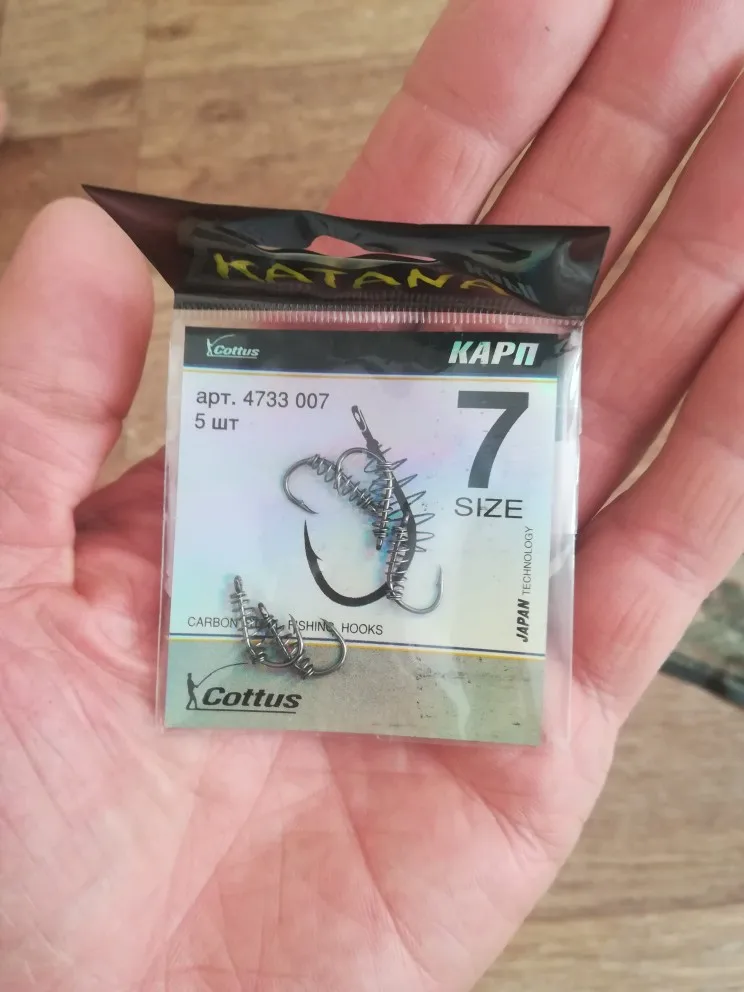 KATANA
Cottus
КАРП
арт. 4733 007
5 шт
7
SIZE
JAPAN TECHNOLOGY
CARBON FISHING HOOKS
Cottus